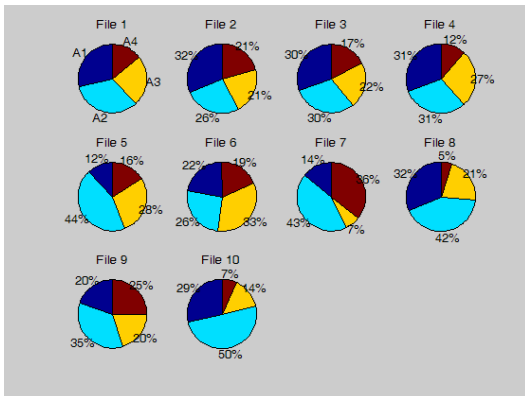 File 1
A1
A4
A3
A2
File 2
32%
21%
21%
26%
File 3
30%
17%
22%
30%
File 4
31%
12%
27%
31%
File 5
12%
16%
28%
44%
File 6
22%
19%
33%
26%
File 7
14%
36%
7%
43%
File 8
32%
5%
21%
42%
File 9
20%
25%
20%
35%
File 10
29%
7%
14%
50%